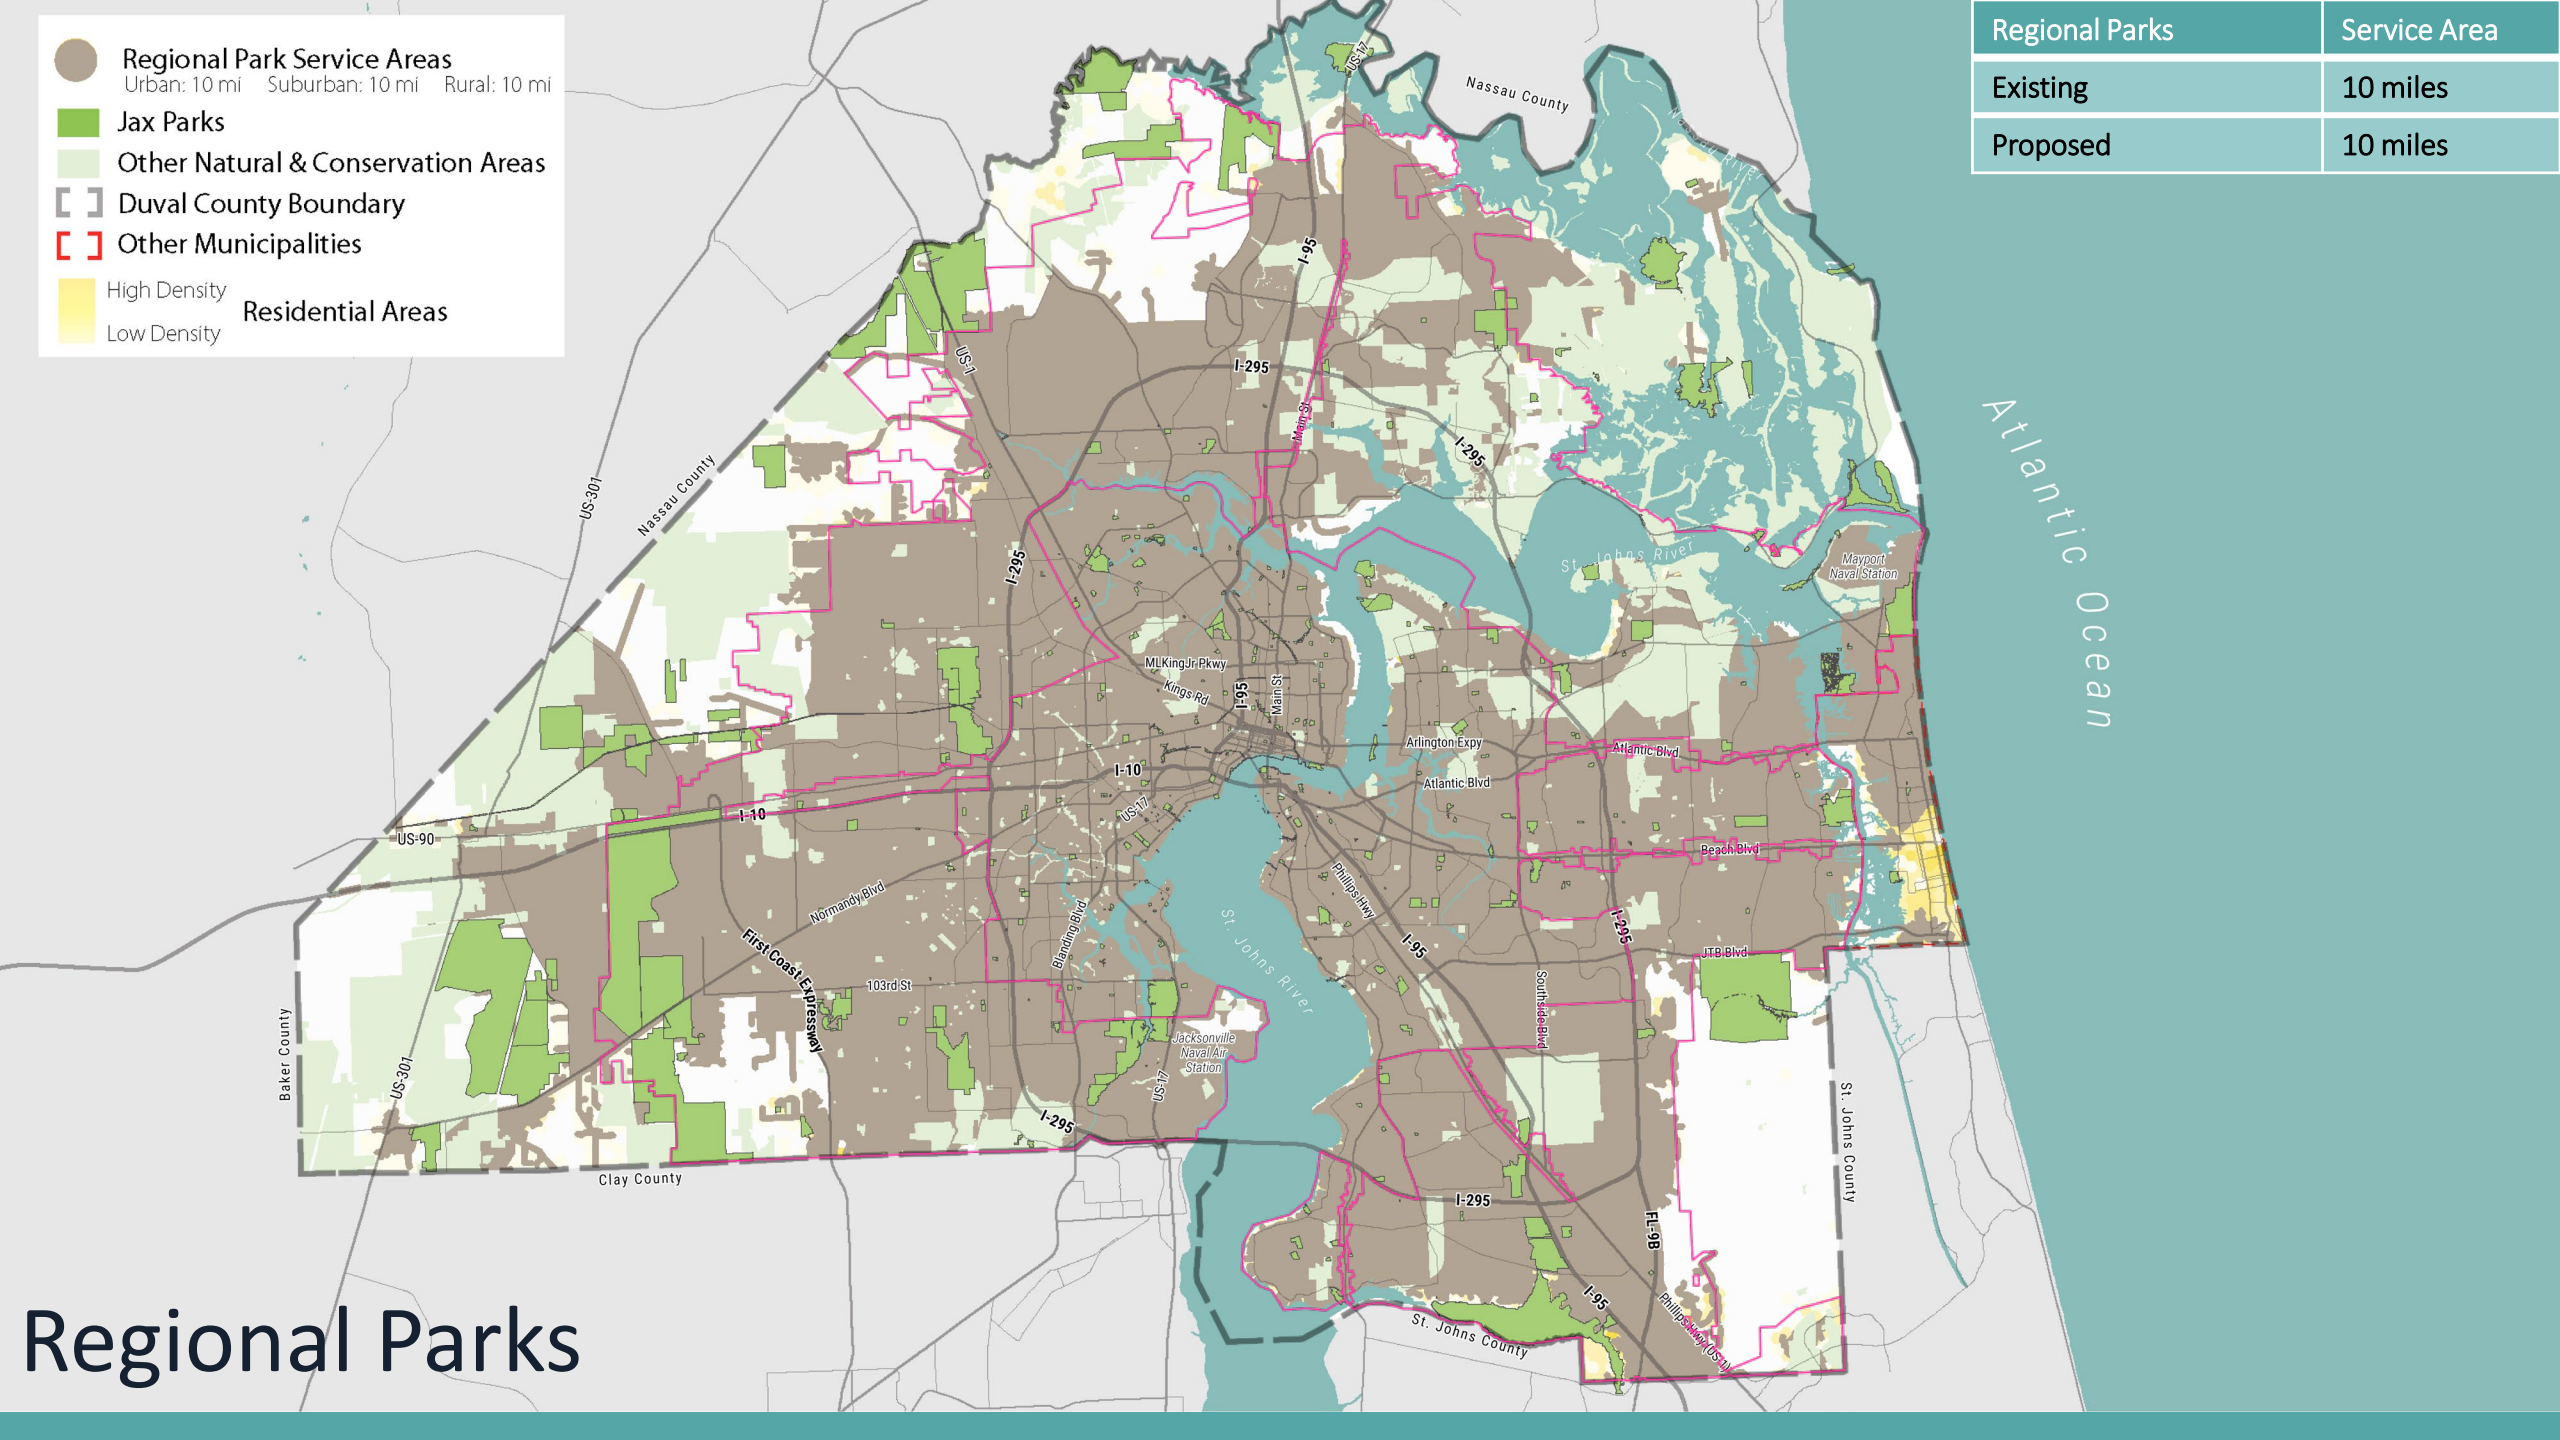 Regional Park Service Areas
Urban: 10 mi Suburban: 10 mi Rural: 10 mi
Jax Parks
Other Natural & Conservation Areas
Duval County Boundary
Other Municipalities
High Density
Residential Areas
Low Density
Regional Parks Service Area
Existing 10 miles
Proposed 10 miles
US-17
Nassau County
Nassau River
I-95
US-1
I-295
Main St
I-295
Nassau County
US-301
Atlantic Ocean
I-295
St. Johns River
Mayport
Naval Station
MLKingJr Pkwy
Kings Rd
I-95
Main St
Arlington Expy
Atlantic Blvd
I-10
Atlantic Blvd
US-17
I-10
US-90
Beach Blvd
Phillips Hwy
Normandy Blvd
Blanding Blvd
St. Johns River
I-295
I-95
JTB Blvd
First Coast Expressway
103rd St
Southside Blvd
Jacksonville
Naval Air
Station
Baker County
US-301
US-17
I-295
St. Johns County
Clay County
I-295
FL-9B
I-95
Phillips Hwy (US 1)
St. Johns County
Regional Parks